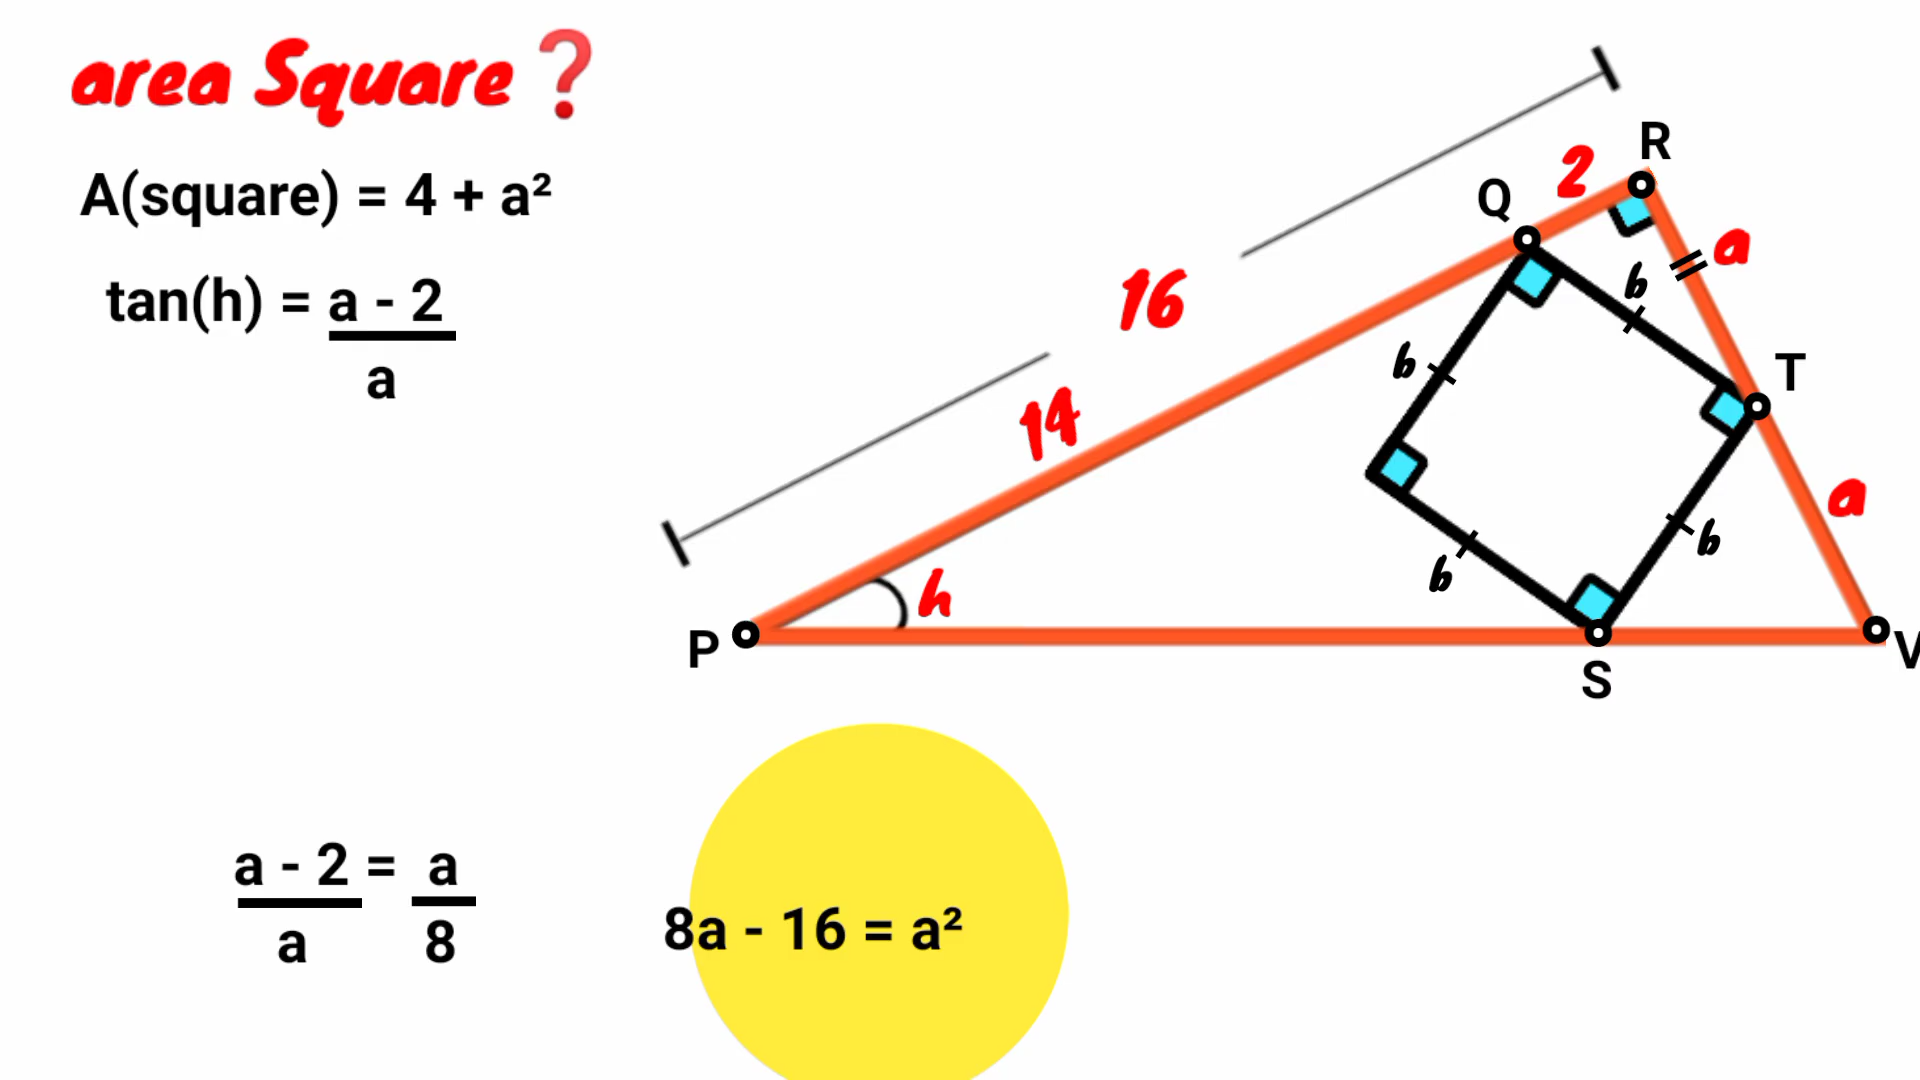 area Square❓
A(square) = 4 + a²
tan(h) = a - 2
a
R
2
Q
a
b
16
b
T
14
a
b
h
b
P
V
S
a - 2 = a
a 8
8a - 16 = a²